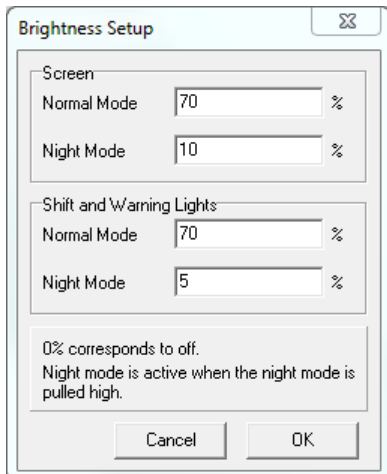 Brightness Setup
Screen
Normal Mode 70 %
Night Mode 10 %
Shift and Warning Lights
Normal Mode 70 %
Night Mode 5 %
0% corresponds to off.
Night mode is active when the night mode is
pulled high.
Cancel OK